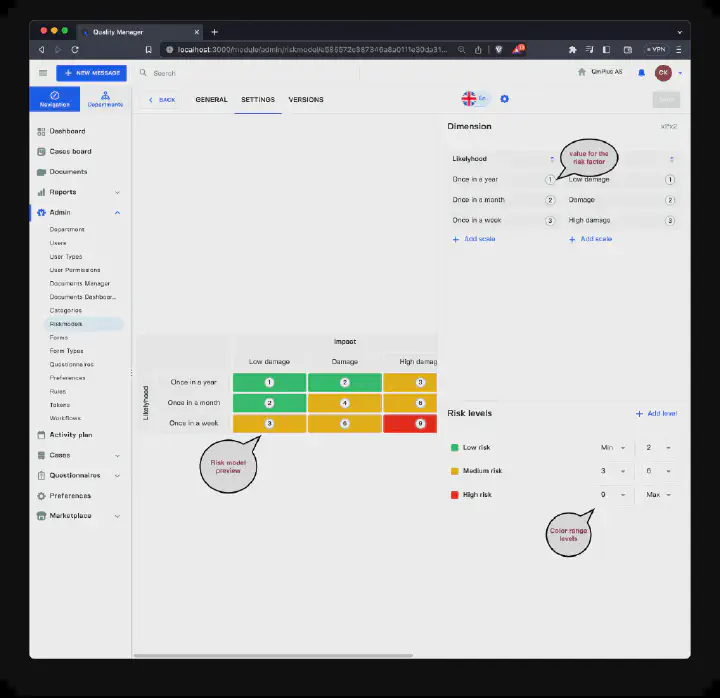 Quality Manager
localhost:3000/module/admin/riskmodel/
VPN
NEW MESSAGE
Search
QmPlus AS
CK
Navigation
Departments
BACK
GENERAL
SETTINGS
VERSIONS
En
Dashboard
Cases board
Documents
Reports
Admin
Department
Users
User Types
User Permissions
Documents Manager
Documents Dashboar...
Categories
Riskmodels
Forms
Form Types
Questionnaires
Preferences
Rules
Tokens
Workflows
Activity plan
Cases
Questionnaires
Preferences
Marketplace
Dimension
Likelyhood
value for the
risk factor
Once in a year 1 Low damage 1
Once in a month 2 Damage 2
Once in a week 3 High damage 3
Add scale Add scale
Impact
Low damage Damage High damag
Likelyhood
Once in a year 1 2 3
Once in a month 2 4 6
Once in a week 3 6 9
Risk model
preview
Risk levels
Add level
Low risk Min 2
Medium risk 3 6
High risk 9 Max
Color range
levels